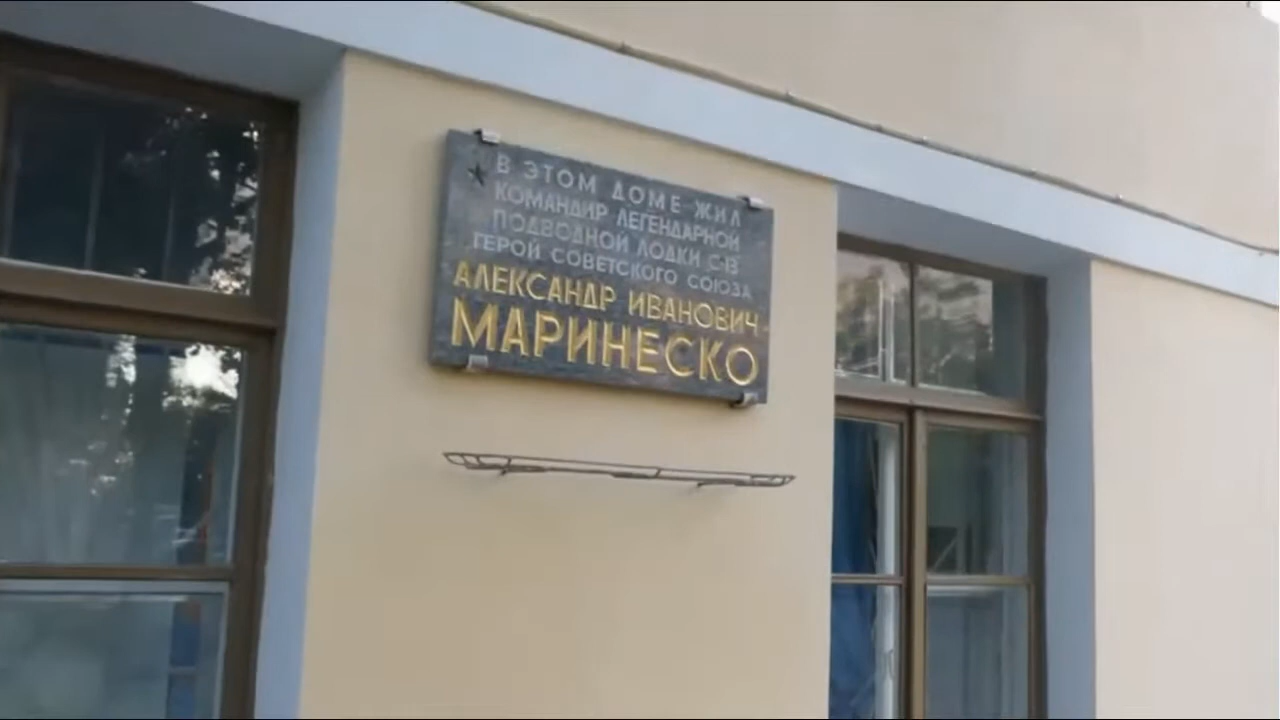 В ЭТОМ ДОМЕ ЖИЛ
КОМАНДИР ЛЕГЕНДАРНОЙ
ПОДВОДНОЙ ЛОДКИ С-13
ГЕРОЙ СОВЕТСКОГО СОЮЗА
АЛЕКСАНДР ИВАНОВИЧ
МАРИНЕСКО